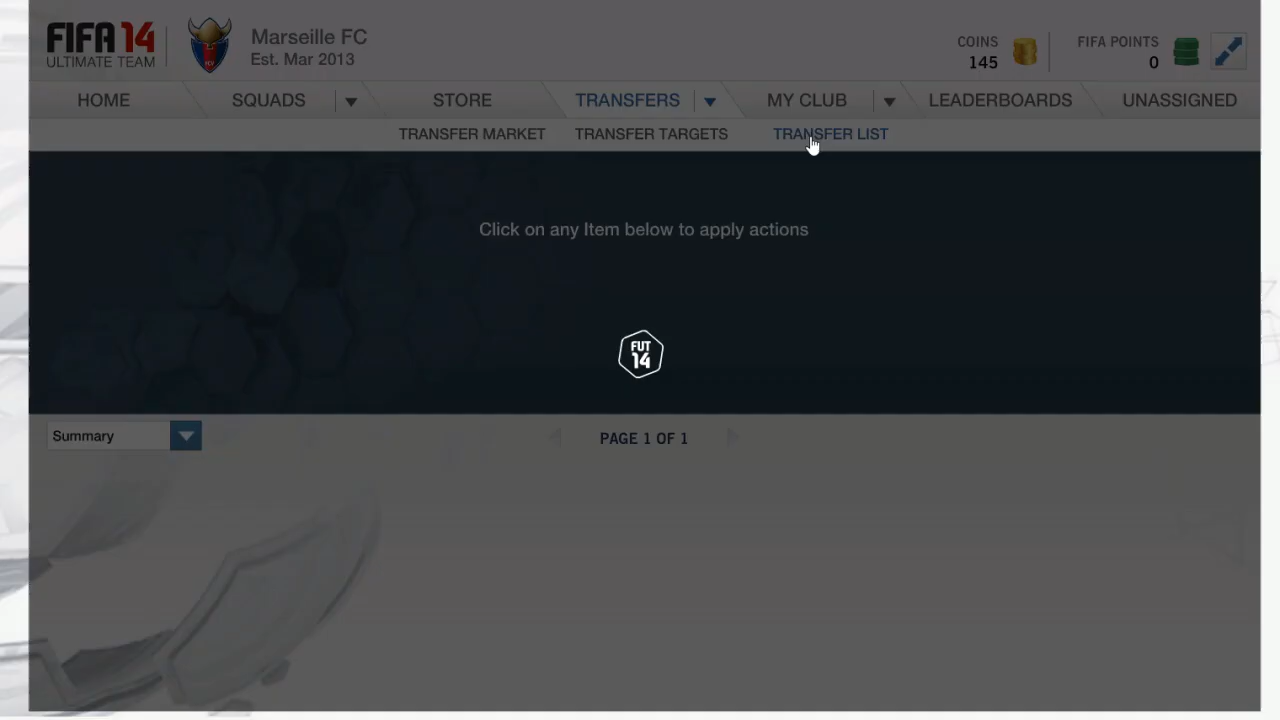 FIFA 14
ULTIMATE TEAM
Marseille FC
Est. Mar 2013
COINS
145
FIFA POINTS
0
HOME
SQUADS
STORE
TRANSFERS
MY CLUB
LEADERBOARDS
UNASSIGNED
TRANSFER MARKET
TRANSFER TARGETS
TRANSFER LIST
Click on any Item below to apply actions
FUT
14
Summary
PAGE 1 OF 1